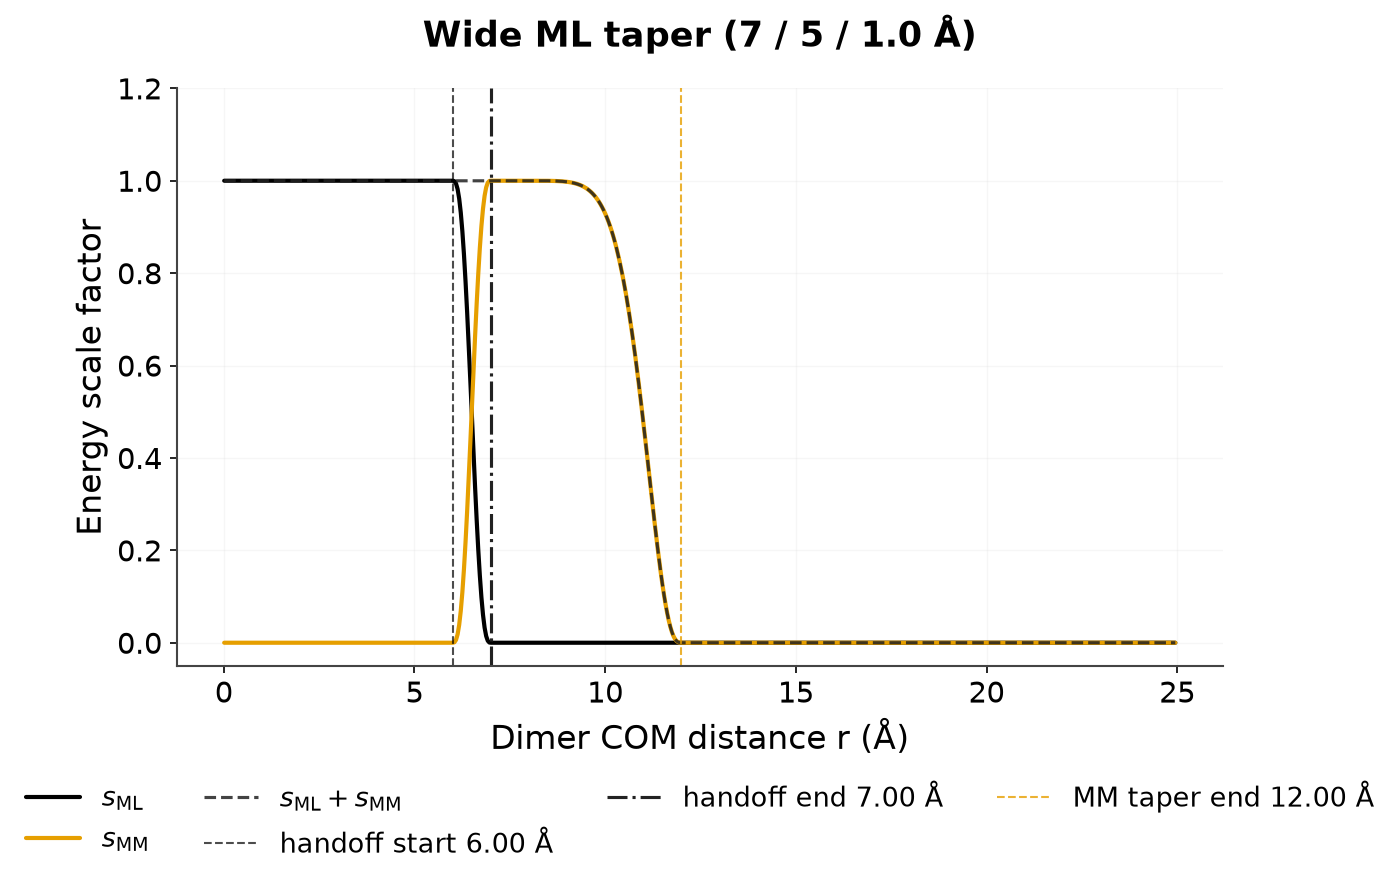 Wide ML taper (7 / 5 / 1.0 Å)
Energy scale factor
1.2
1.0
0.8
0.6
0.4
0.2
0.0
0 5 10 15 20 25
Dimer COM distance r (Å)
s_ML
s_MM
s_ML + s_MM
handoff start 6.00 Å
handoff end 7.00 Å
MM taper end 12.00 Å